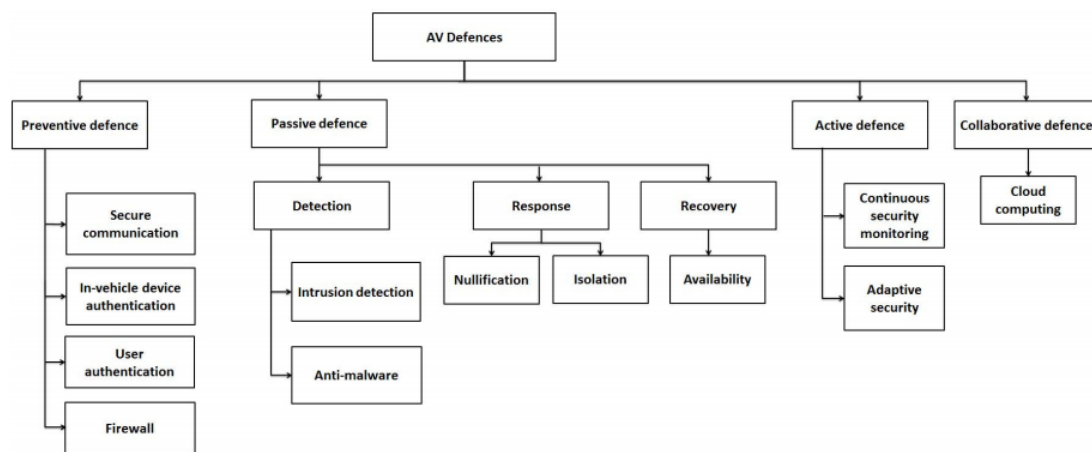 AV Defences
Preventive defence
Passive defence
Active defence
Collaborative defence
Secure
communication
In-vehicle device
authentication
User
authentication
Firewall
Detection
Response
Recovery
Intrusion detection
Anti-malware
Nullification
Isolation
Availability
Continuous
security
monitoring
Adaptive
security
Cloud
computing